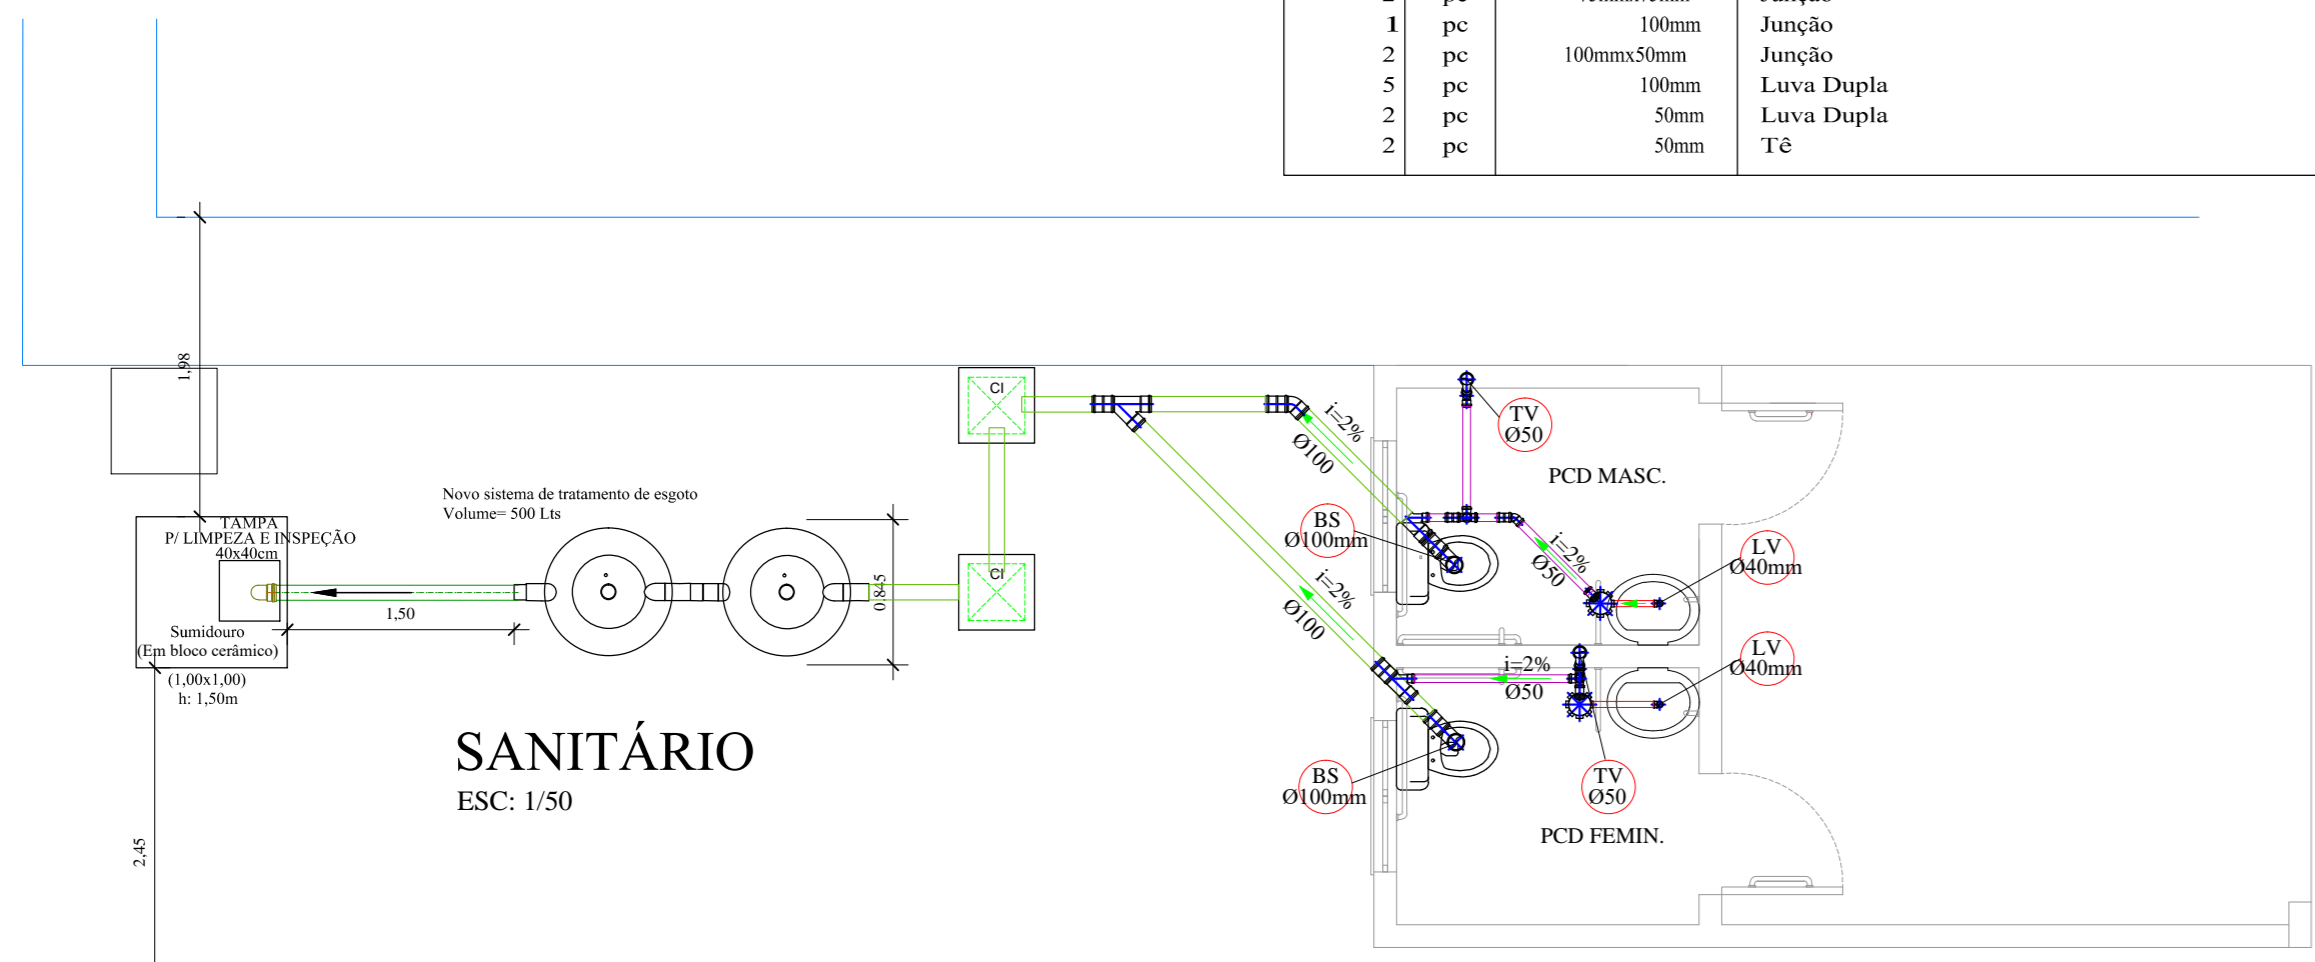 1 pc 100mm Junção
2 pc 100mmx50mm Junção
5 pc 100mm Luva Dupla
2 pc 50mm Luva Dupla
2 pc 50mm Tê
1,98
CI
i=2%
Ø100
TV
Ø50
PCD MASC.
Novo sistema de tratamento de esgoto
Volume= 500 Lts
TAMPA
P/ LIMPEZA E INSPEÇÃO
40x40cm
BS
Ø100mm
i=2%
Ø50
LV
Ø40mm
CI
0.845
1,50
i=2%
Ø100
Sumidouro
(Em bloco cerâmico)
(1,00x1,00)
h: 1,50m
LV
Ø40mm
i=2%
Ø50
SANITÁRIO
ESC: 1/50
BS
Ø100mm
TV
Ø50
PCD FEMIN.
2,45